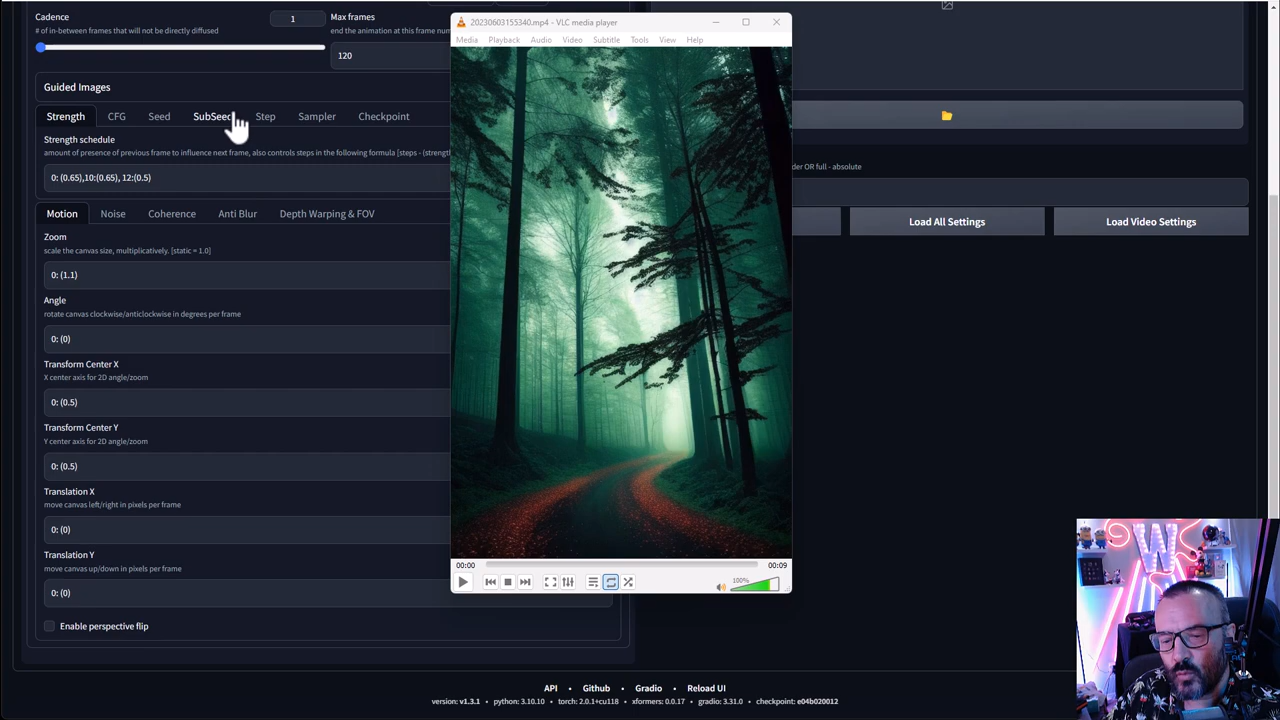 Cadence
1
# of in-between frames that will not be directly diffused
Max frames
end the animation at this frame
120
Guided Images
Strength CFG Seed SubSeed Step Sampler Checkpoint
Strength schedule
amount of presence of previous frame to influence next frame, also controls steps in the following formula [steps - (strength
0: (0.65),
12:(0.5)
Motion Noise Coherence Anti Blur Depth Warping & FOV
Zoom
scale the canvas size, multiplicatively. [static = 1.0]
0: (1.1)
Angle
rotate canvas clockwise/anticlockwise in degrees per frame
0: (0)
Transform Center X
X center axis for 2D angle/zoom
0: (0.5)
Transform Center Y
Y center axis for 2D angle/zoom
0: (0.5)
Translation X
move canvas left/right in pixels per frame
0: (0)
Translation Y
move canvas up/down in pixels per frame
0: (0)
Enable perspective flip
20230603155340.mp4 - VLC media player
Media Playback Audio Video Subtitle Tools View Help
00:00
00:09
100%
OR full - absolute
Load All Settings
Load Video Settings
W
API • Github • Gradio • Reload UI
version: v1.3.1 • python: 3.10.10 • torch: 2.0.1+cu118 • xformers: 0.0.17 • gradio: 3.31.0 • checkpoint: e04b020012